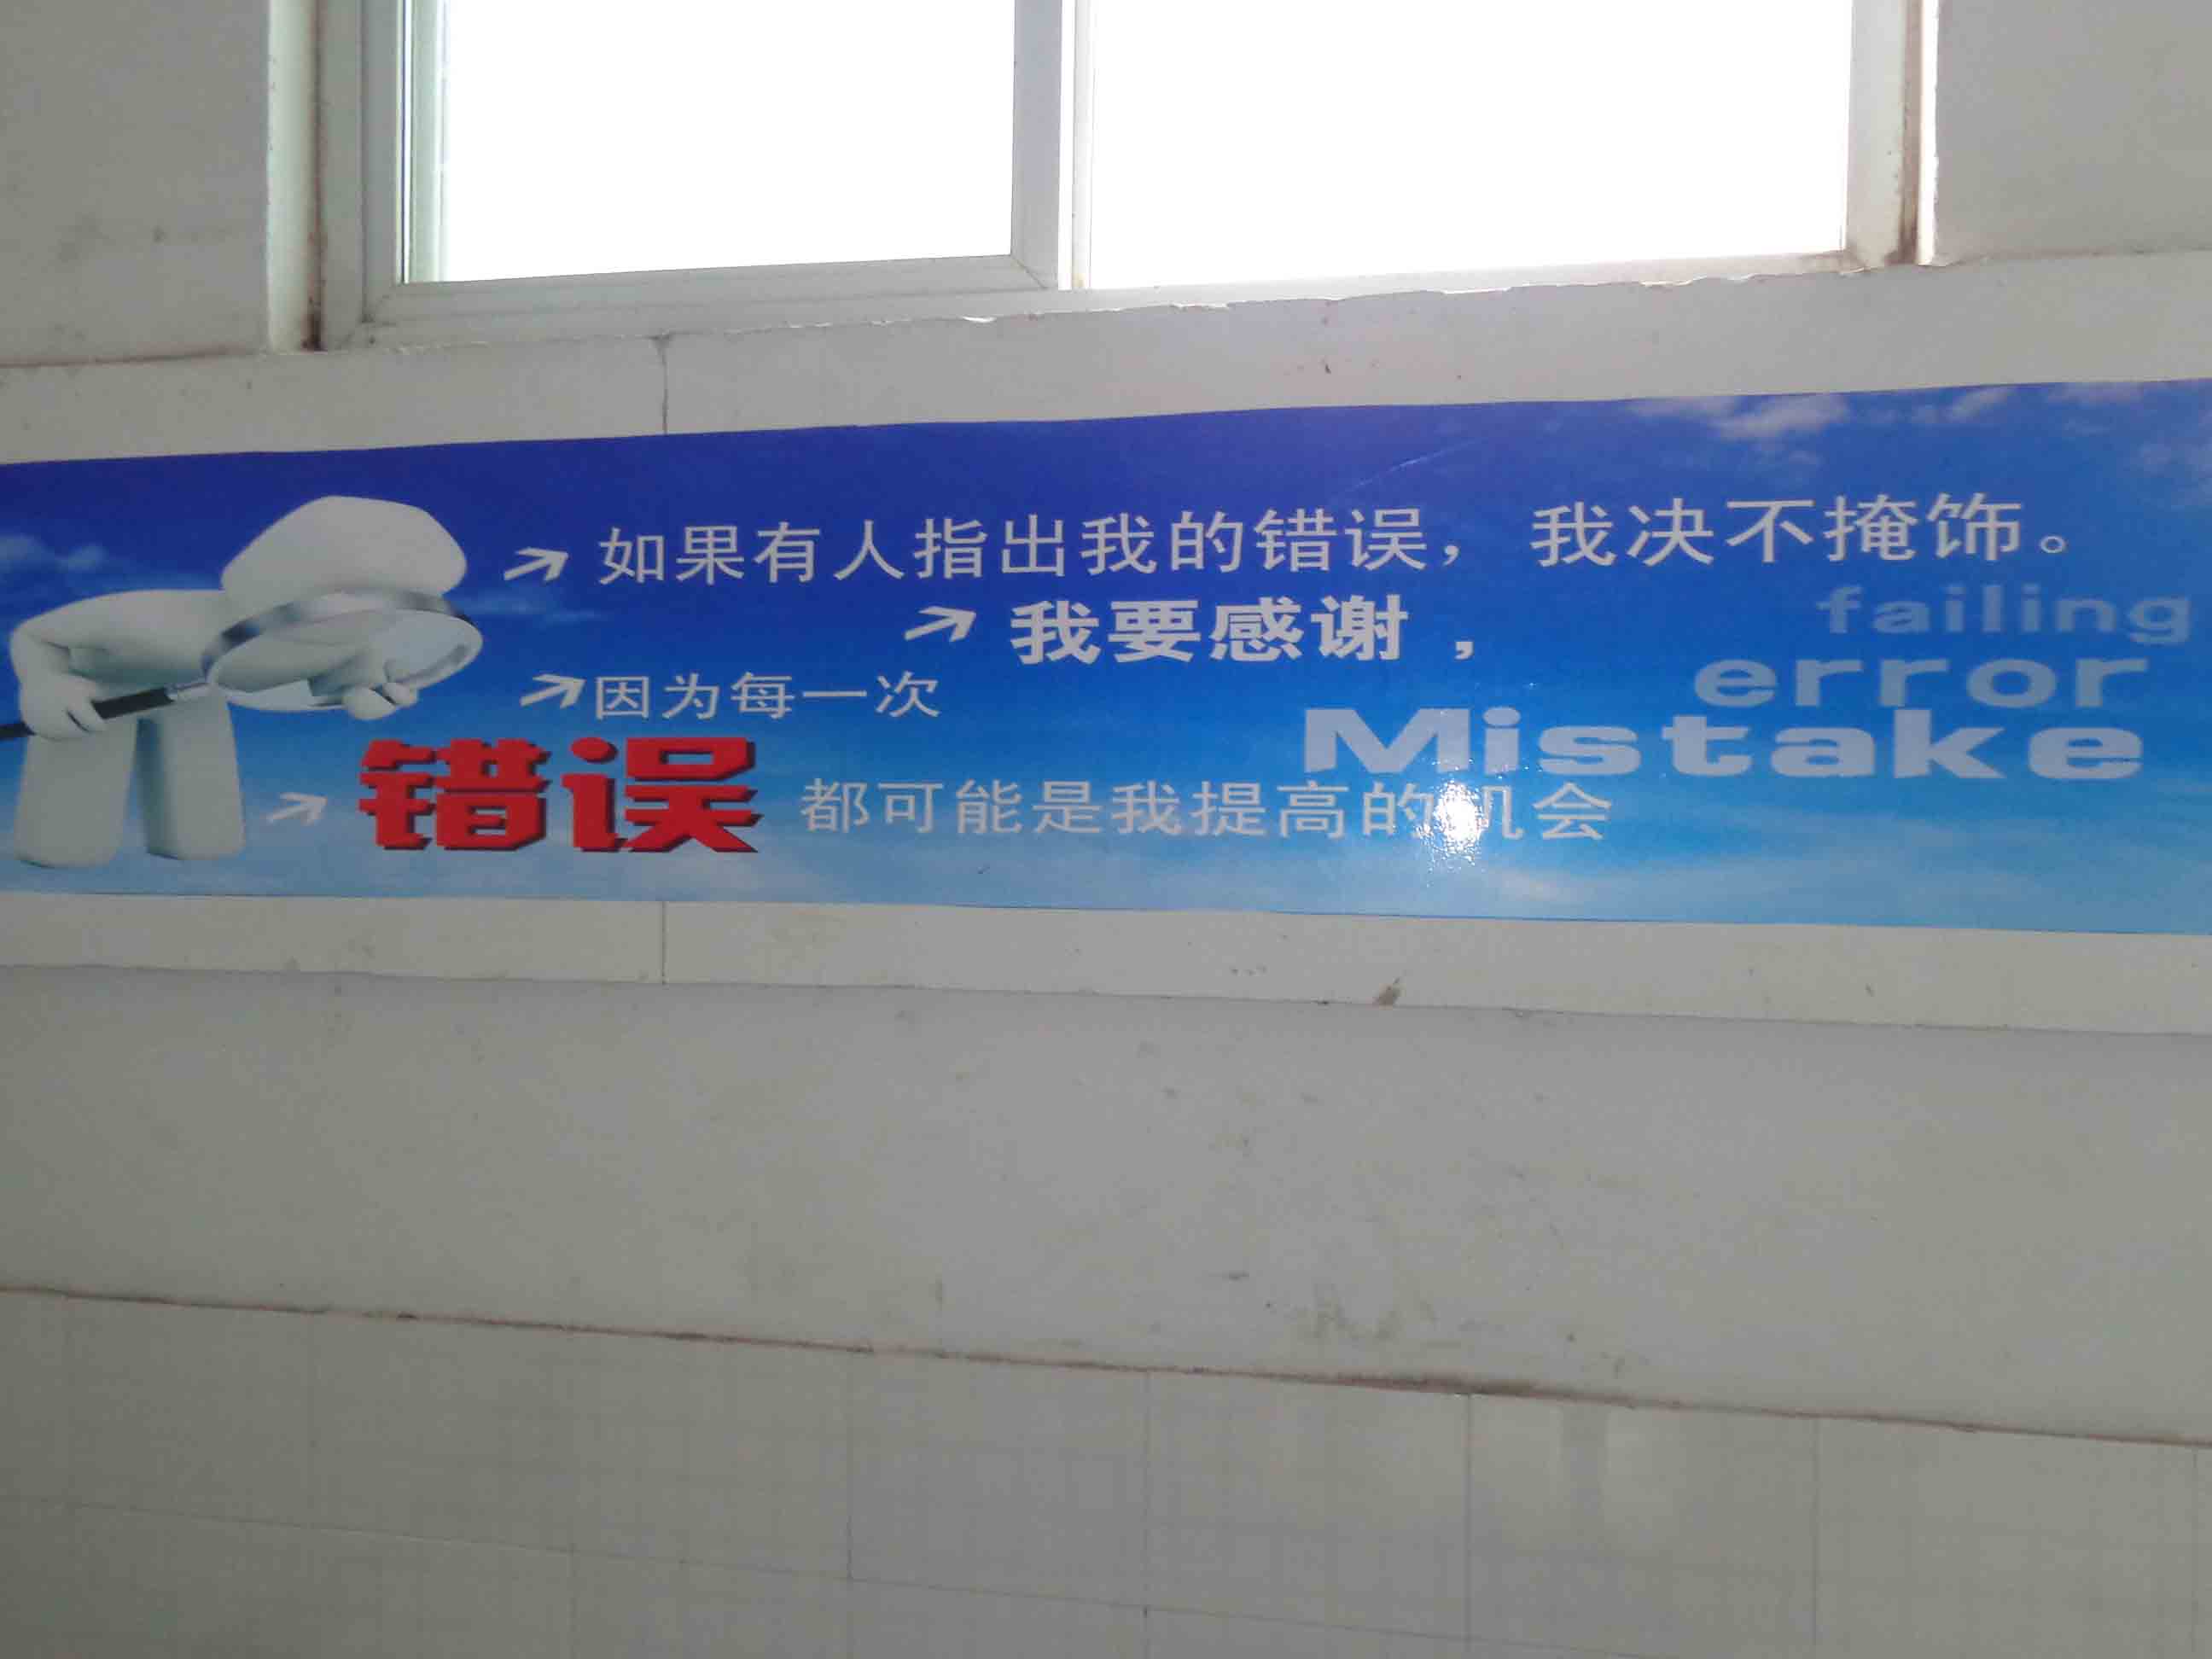 如果有人指出我的错误，我决不掩饰。
我要感谢，
因为每一次
错误 都可能是我提高的机会
failing
error
Mistake